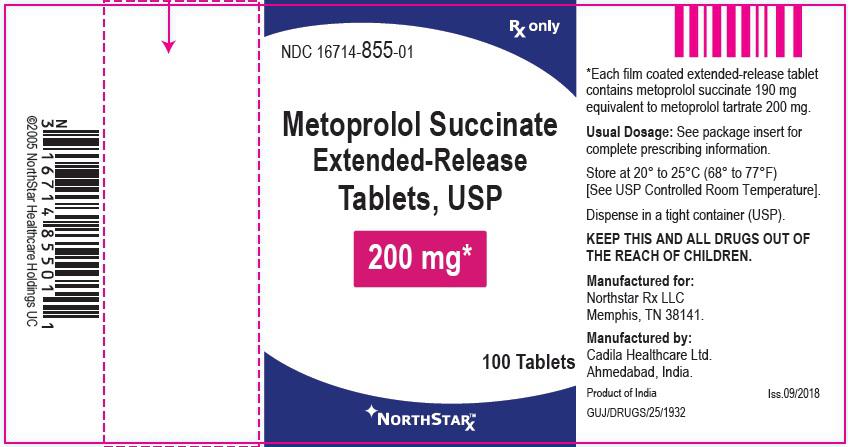 N
3 16714 85501 1
©2005 NorthStar Healthcare Holdings UC
Rx only
NDC 16714-855-01
Metoprolol Succinate
Extended-Release
Tablets, USP
200 mg*
100 Tablets
NORTHSTARx™
*Each film coated extended-release tablet
contains metoprolol succinate 190 mg
equivalent to metoprolol tartrate 200 mg.
Usual Dosage: See package insert for
complete prescribing information.
Store at 20° to 25°C (68° to 77°F)
[See USP Controlled Room Temperature].
Dispense in a tight container (USP).
KEEP THIS AND ALL DRUGS OUT OF
THE REACH OF CHILDREN.
Manufactured for:
Northstar Rx LLC
Memphis, TN 38141.
Manufactured by:
Cadila Healthcare Ltd.
Ahmedabad, India.
Product of India Iss.09/2018
GUJ/DRUGS/25/1932